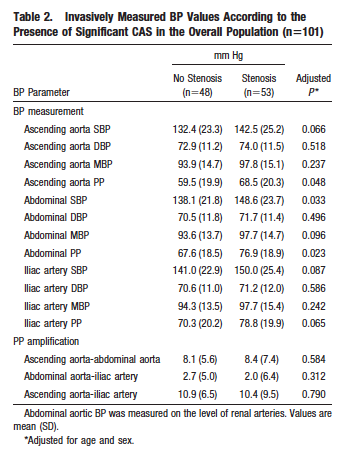 Table 2. Invasively Measured BP Values According to the
Presence of Significant CAS in the Overall Population (n=101)
mm Hg
No Stenosis Stenosis Adjusted
BP Parameter (n=48) (n=53) P*
BP measurement
Ascending aorta SBP 132.4 (23.3) 142.5 (25.2) 0.066
Ascending aorta DBP 72.9 (11.2) 74.0 (11.5) 0.518
Ascending aorta MBP 93.9 (14.7) 97.8 (15.1) 0.237
Ascending aorta PP 59.5 (19.9) 68.5 (20.3) 0.048
Abdominal SBP 138.1 (21.8) 148.6 (23.7) 0.033
Abdominal DBP 70.5 (11.8) 71.7 (11.4) 0.496
Abdominal MBP 93.6 (13.7) 97.7 (14.7) 0.096
Abdominal PP 67.6 (18.5) 76.9 (18.9) 0.023
Iliac artery SBP 141.0 (22.9) 150.0 (25.4) 0.087
Iliac artery DBP 70.6 (11.0) 71.2 (12.0) 0.586
Iliac artery MBP 94.3 (13.5) 97.7 (15.4) 0.242
Iliac artery PP 70.3 (20.2) 78.8 (19.9) 0.065
PP amplification
Ascending aorta-abdominal aorta 8.1 (5.6) 8.4 (7.4) 0.584
Abdominal aorta-iliac artery 2.7 (5.0) 2.0 (6.4) 0.312
Ascending aorta-iliac artery 10.9 (6.5) 10.4 (9.5) 0.790
Abdominal aortic BP was measured on the level of renal arteries. Values are
mean (SD).
*Adjusted for age and sex.